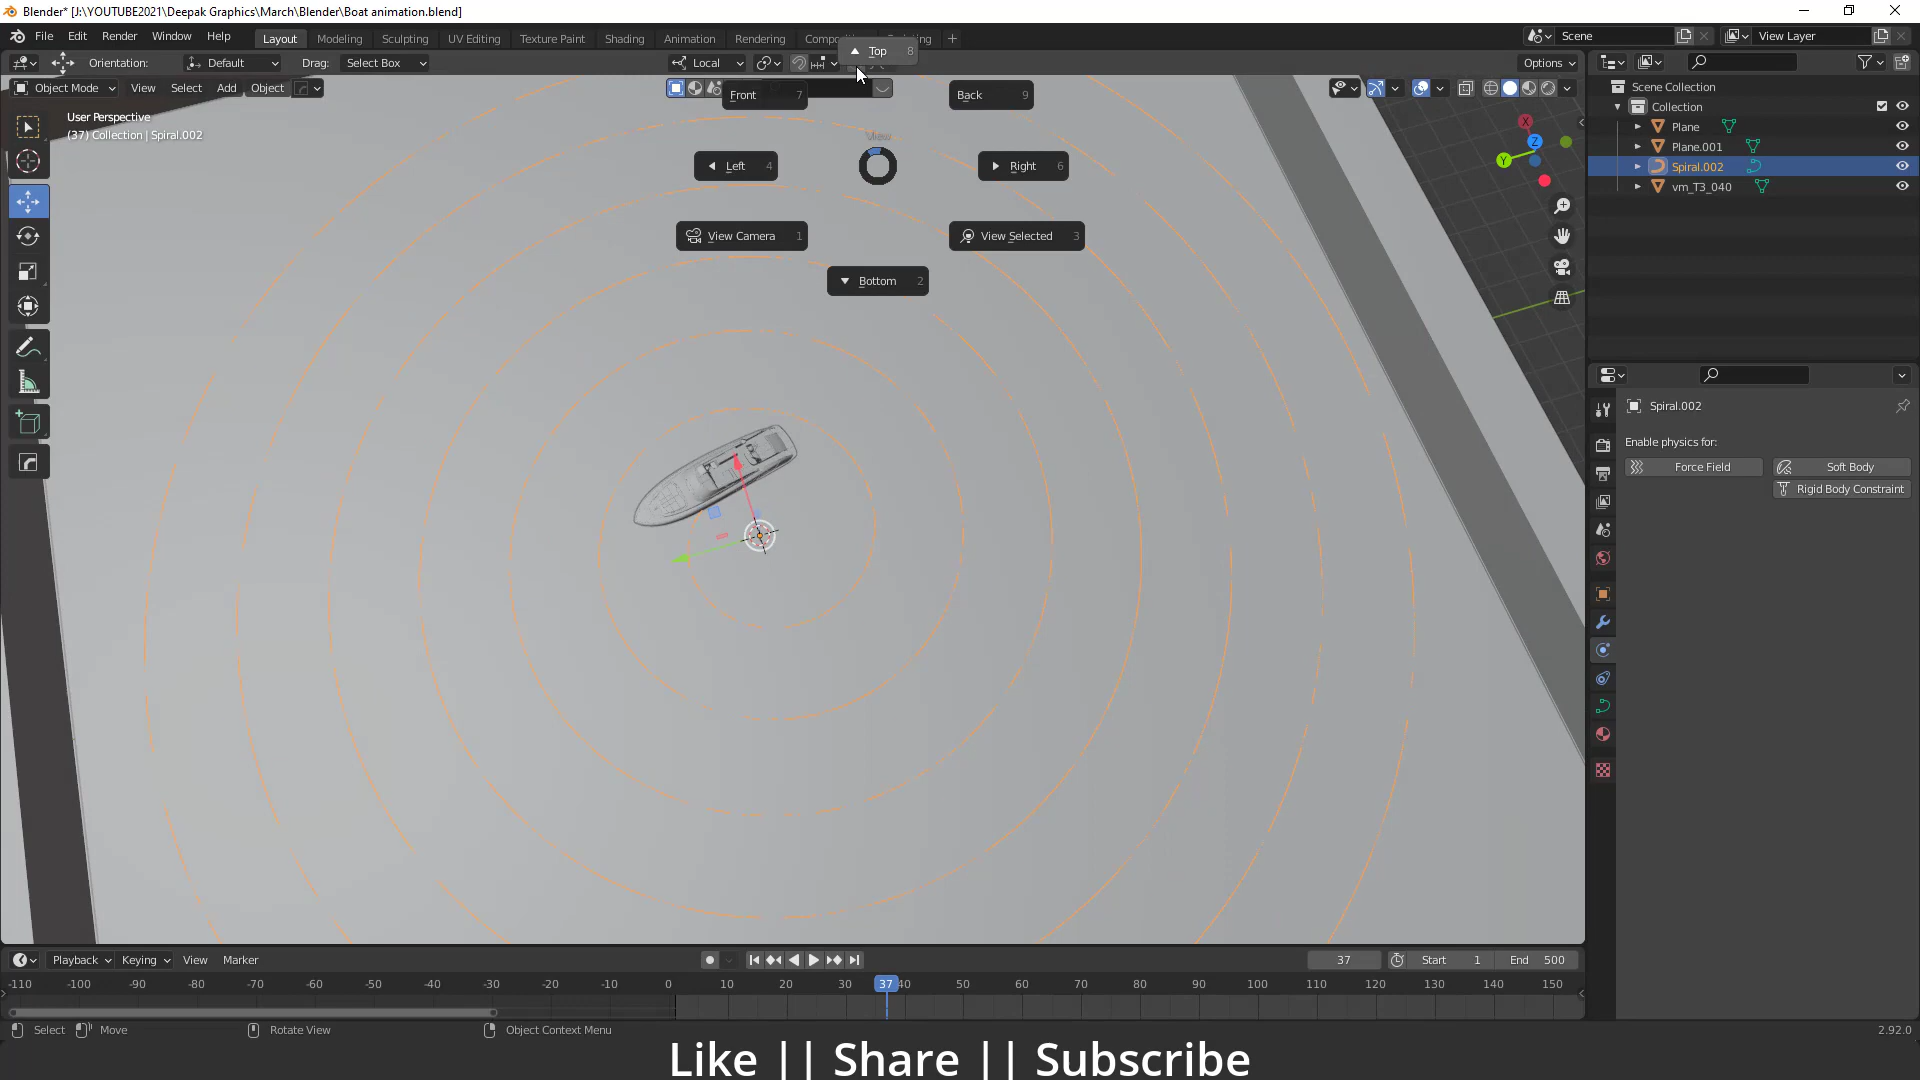 Blender* [J:\YOUTUBE2021\Deepak Graphics\March\Blender\Boat animation.blend]
File Edit Render Window Help Layout Modeling Sculpting UV Editing Texture Paint Shading Animation Rendering Scene View Layer
Top 8
Orientation: Default Drag: Select Box Local Options
Object Mode View Select Add Object
Front 7 Back 9
User Perspective
(37) Collection | Spiral.002
View
Left 4 Right 6
View Camera 1 View Selected 3
Bottom 2
X
Z
Y
Scene Collection
Collection
Plane
Plane.001
Spiral.002
vm_T3_040
Spiral.002
Enable physics for:
Force Field Soft Body
Rigid Body Constraint
Playback Keying View Marker 37 Start 1 End 500
-110 -100 -90 -80 -70 -60 -50 -40 -30 -20 -10 0 10 20 30 37 40 50 60 70 80 90 100 110 120 130 140 150
Select Move Rotate View Object Context Menu 2.92.0
Like || Share || Subscribe